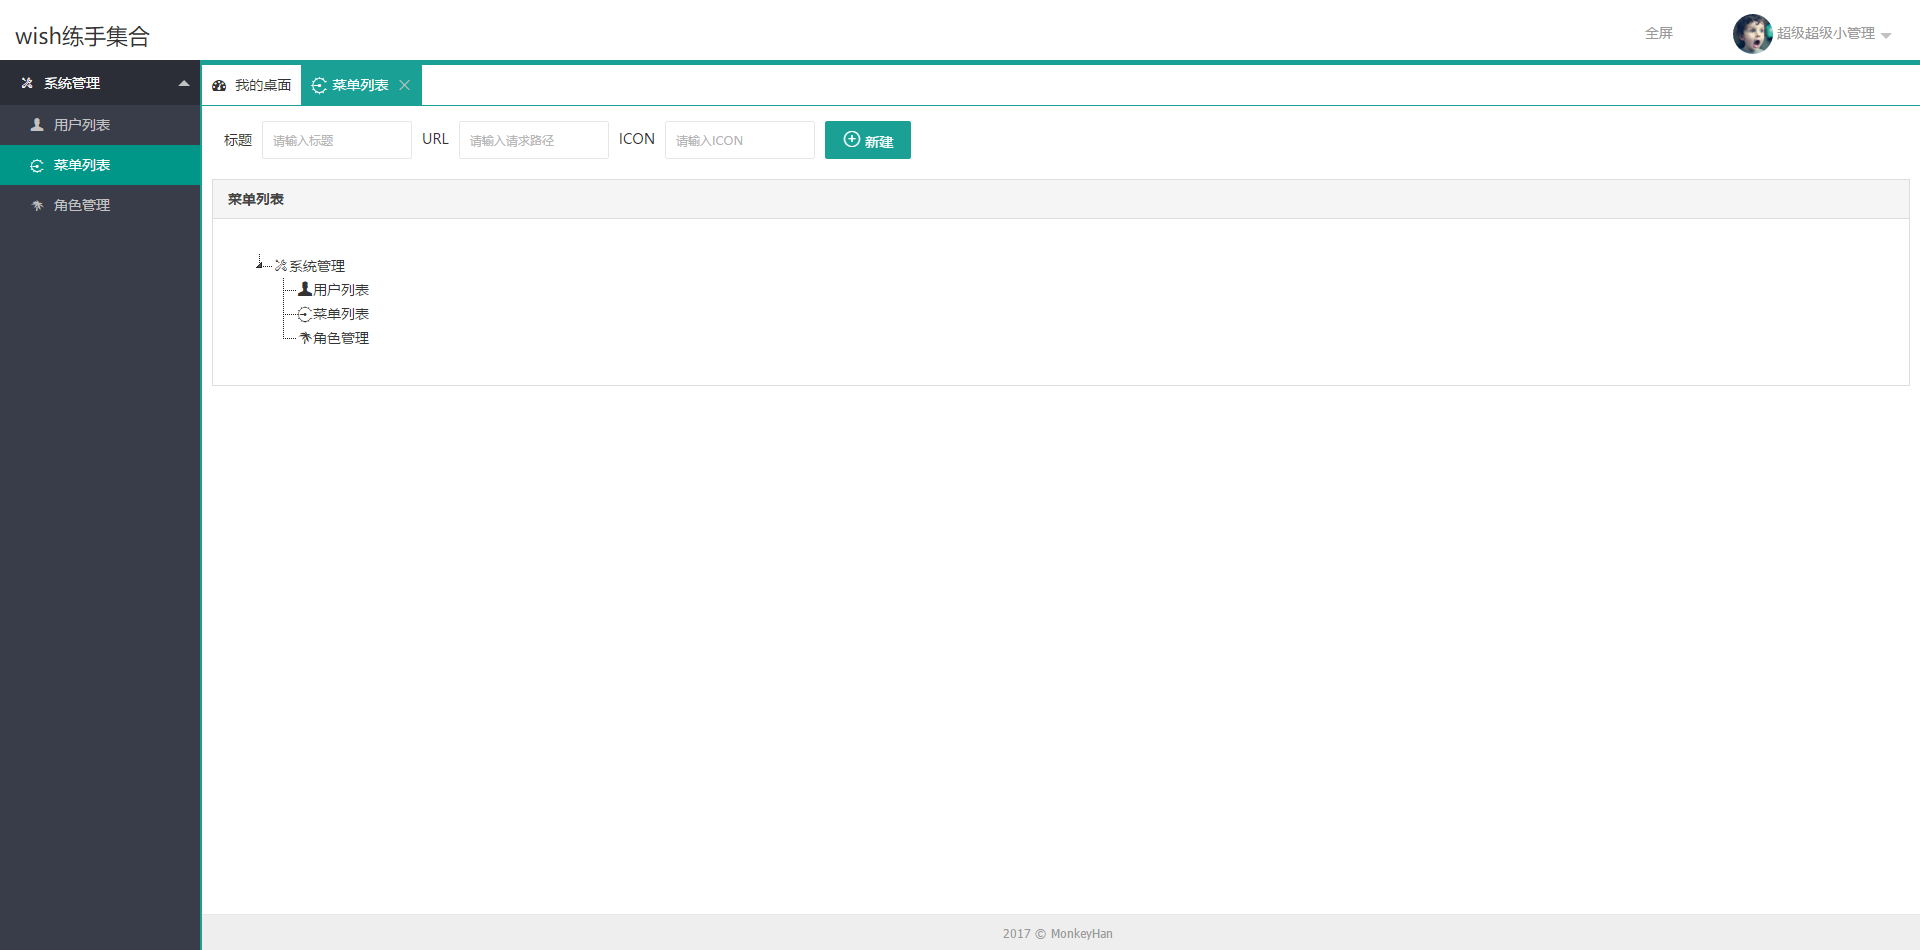 wish练手集合
全屏
超级超级小管理
系统管理
用户列表
菜单列表
角色管理
我的桌面
菜单列表
标题 请输入标题 URL 请输入请求路径 ICON 请输入ICON 新建
菜单列表
系统管理
用户列表
菜单列表
角色管理
2017 © MonkeyHan